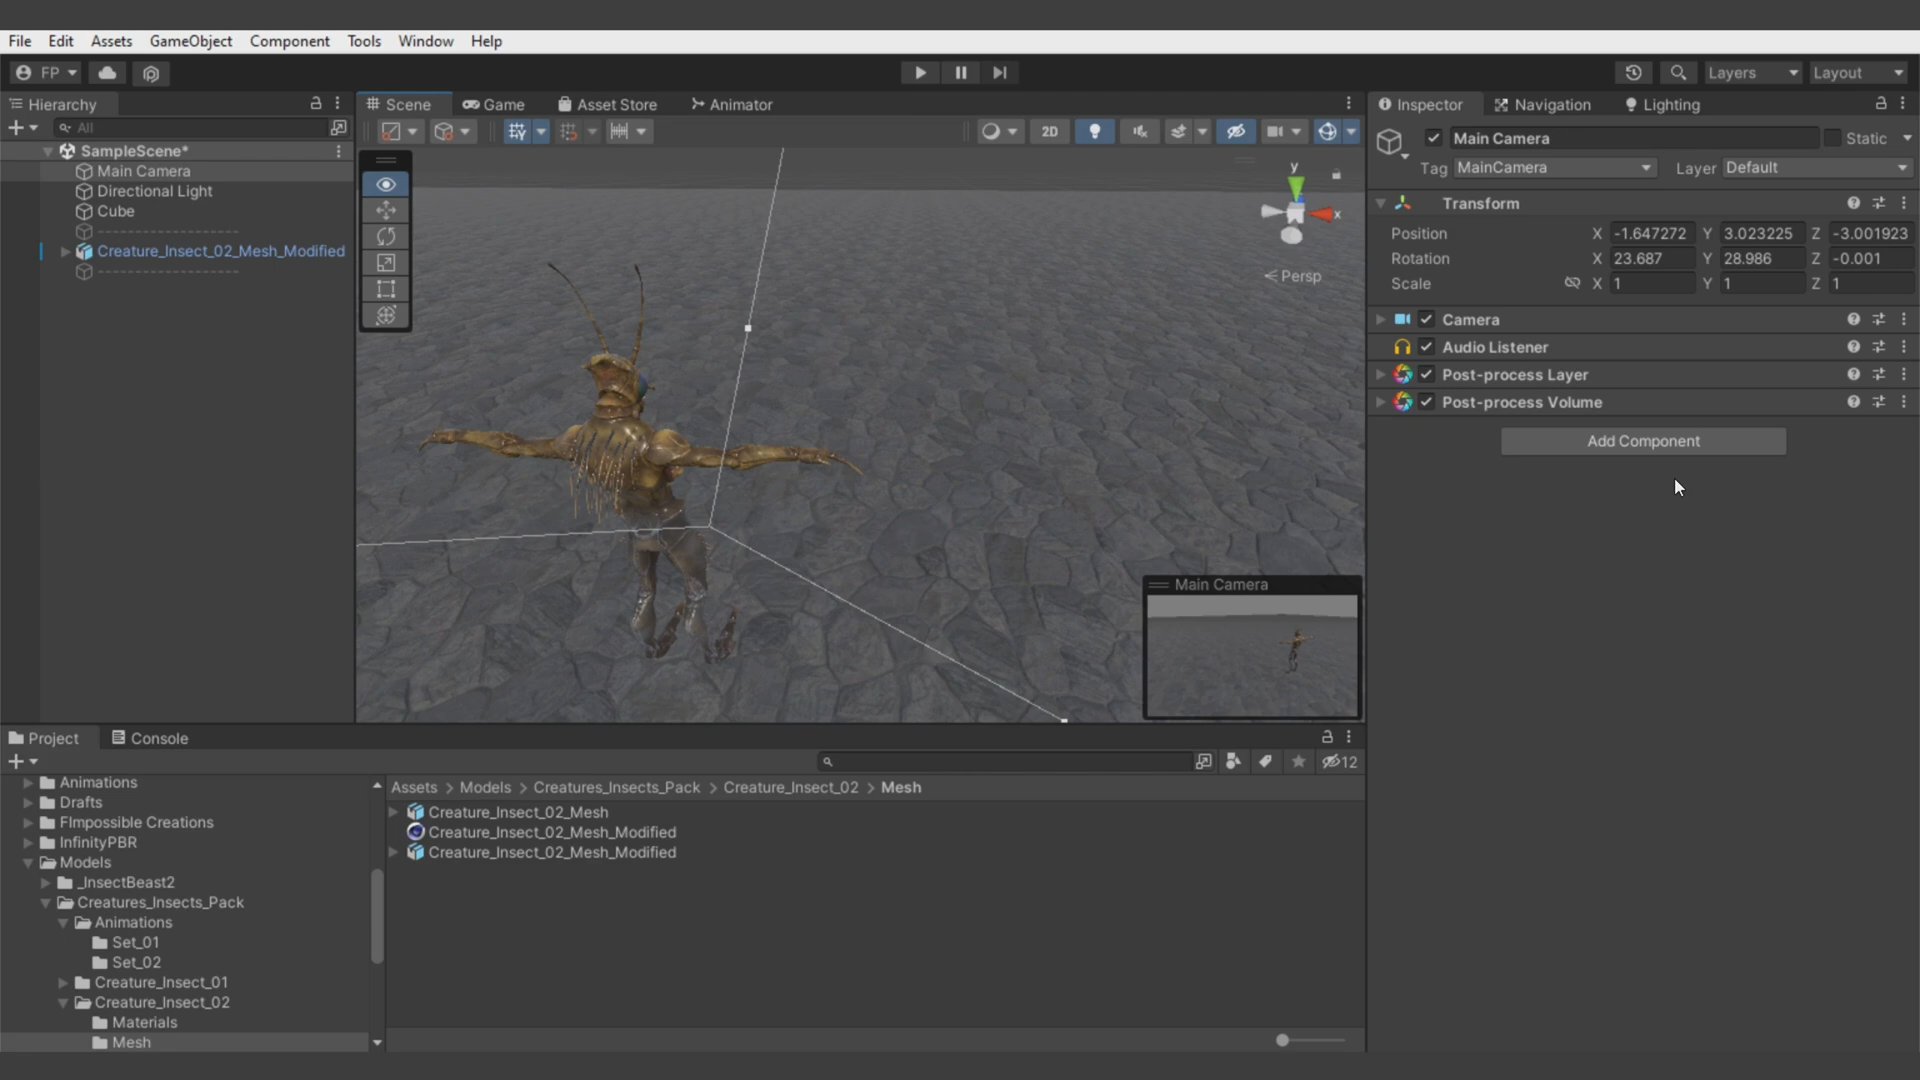 File Edit Assets GameObject Component Tools Window Help
FP Layers Layout
Hierarchy
All
SampleScene*
Main Camera
Directional Light
Cube
--------------------
Creature_Insect_02_Mesh_Modified
--------------------
Scene Game Asset Store Animator
2D
y
x
Persp
Main Camera
Inspector Navigation Lighting
Main Camera Static
Tag MainCamera Layer Default
Transform
Position X -1.647272 Y 3.023225 Z -3.001923
Rotation X 23.687 Y 28.986 Z -0.001
Scale X 1 Y 1 Z 1
Camera
Audio Listener
Post-process Layer
Post-process Volume
Add Component
Project Console
12
Animations
Drafts
FImpossible Creations
InfinityPBR
Models
_InsectBeast2
Creatures_Insects_Pack
Animations
Set_01
Set_02
Creature_Insect_01
Creature_Insect_02
Materials
Mesh
Assets > Models > Creatures_Insects_Pack > Creature_Insect_02 > Mesh
Creature_Insect_02_Mesh
Creature_Insect_02_Mesh_Modified
Creature_Insect_02_Mesh_Modified